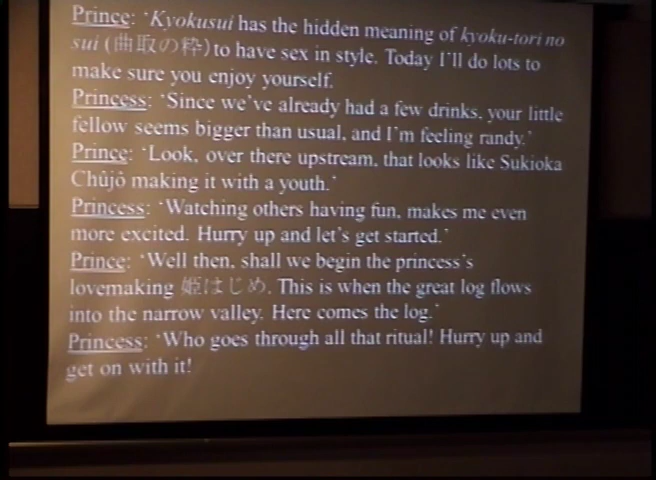 Prince: ‘Kyokusui has the hidden meaning of kyoku-tori no
sui (曲取の粋) to have sex in style. Today I’ll do lots to
make sure you enjoy yourself.
Princess: ‘Since we’ve already had a few drinks, your little
fellow seems bigger than usual, and I’m feeling randy.’
Prince: ‘Look, over there upstream, that looks like Sukioka
Chûjô making it with a youth.’
Princess: ‘Watching others having fun, makes me even
more excited. Hurry up and let’s get started.’
Prince: ‘Well then, shall we begin the princess’s
lovemaking 姫はじめ. This is when the great log flows
into the narrow valley. Here comes the log.’
Princess: ‘Who goes through all that ritual! Hurry up and
get on with it!